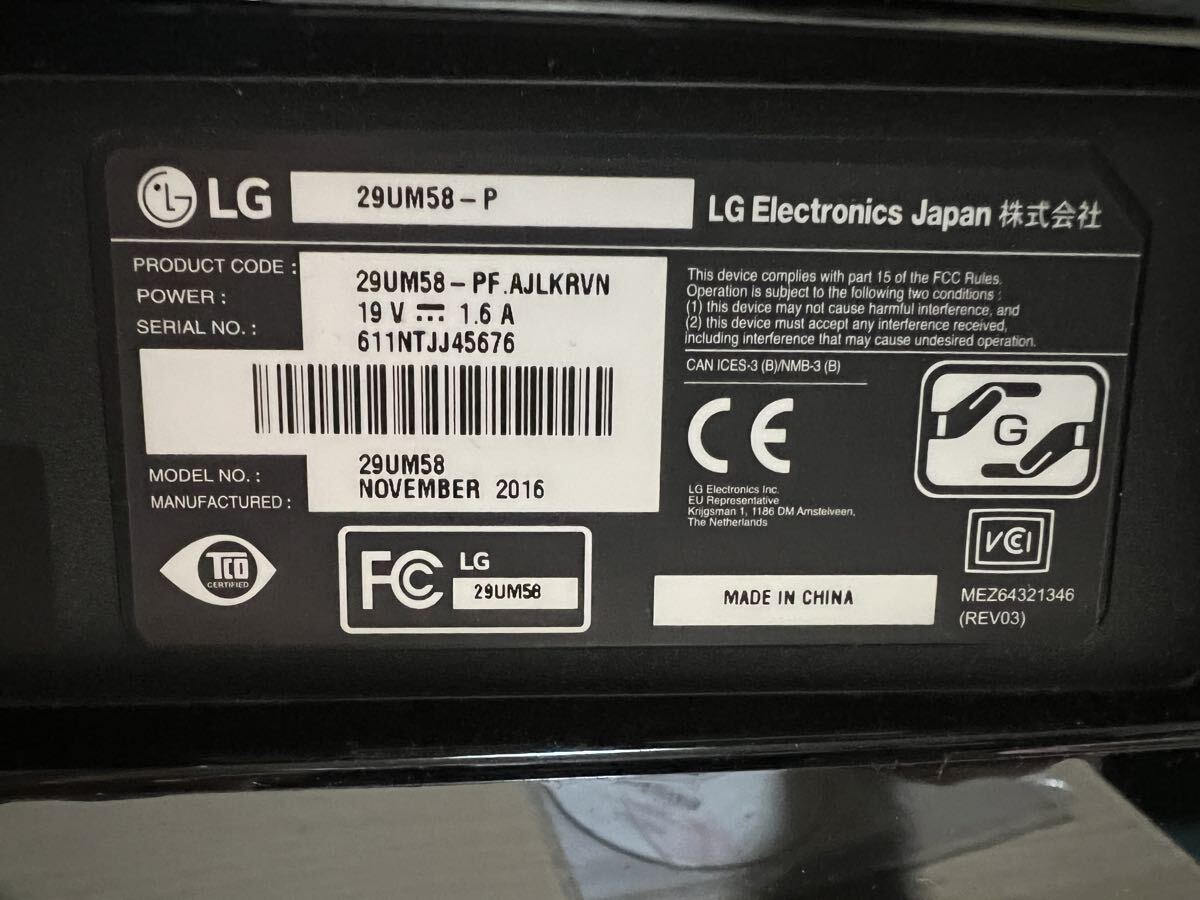 LG 29UM58-P LG Electronics Japan 株式会社
PRODUCT CODE : 29UM58-PF.AJLKRVN
POWER : 19 V ⎓ 1.6 A
SERIAL NO. : 611NTJJ45676
MODEL NO. : 29UM58
MANUFACTURED : NOVEMBER 2016
TCO
CERTIFIED
FC LG
29UM58
This device complies with part 15 of the FCC Rules.
Operation is subject to the following two conditions :
(1) this device may not cause harmful interference, and
(2) this device must accept any interference received,
including interference that may cause undesired operation.
CAN ICES-3 (B)/NMB-3 (B)
CE
LG Electronics Inc.
EU Representative
Krijgsman 1, 1186 DM Amstelveen,
The Netherlands
G
VCCI
MADE IN CHINA
MEZ64321346
(REV03)